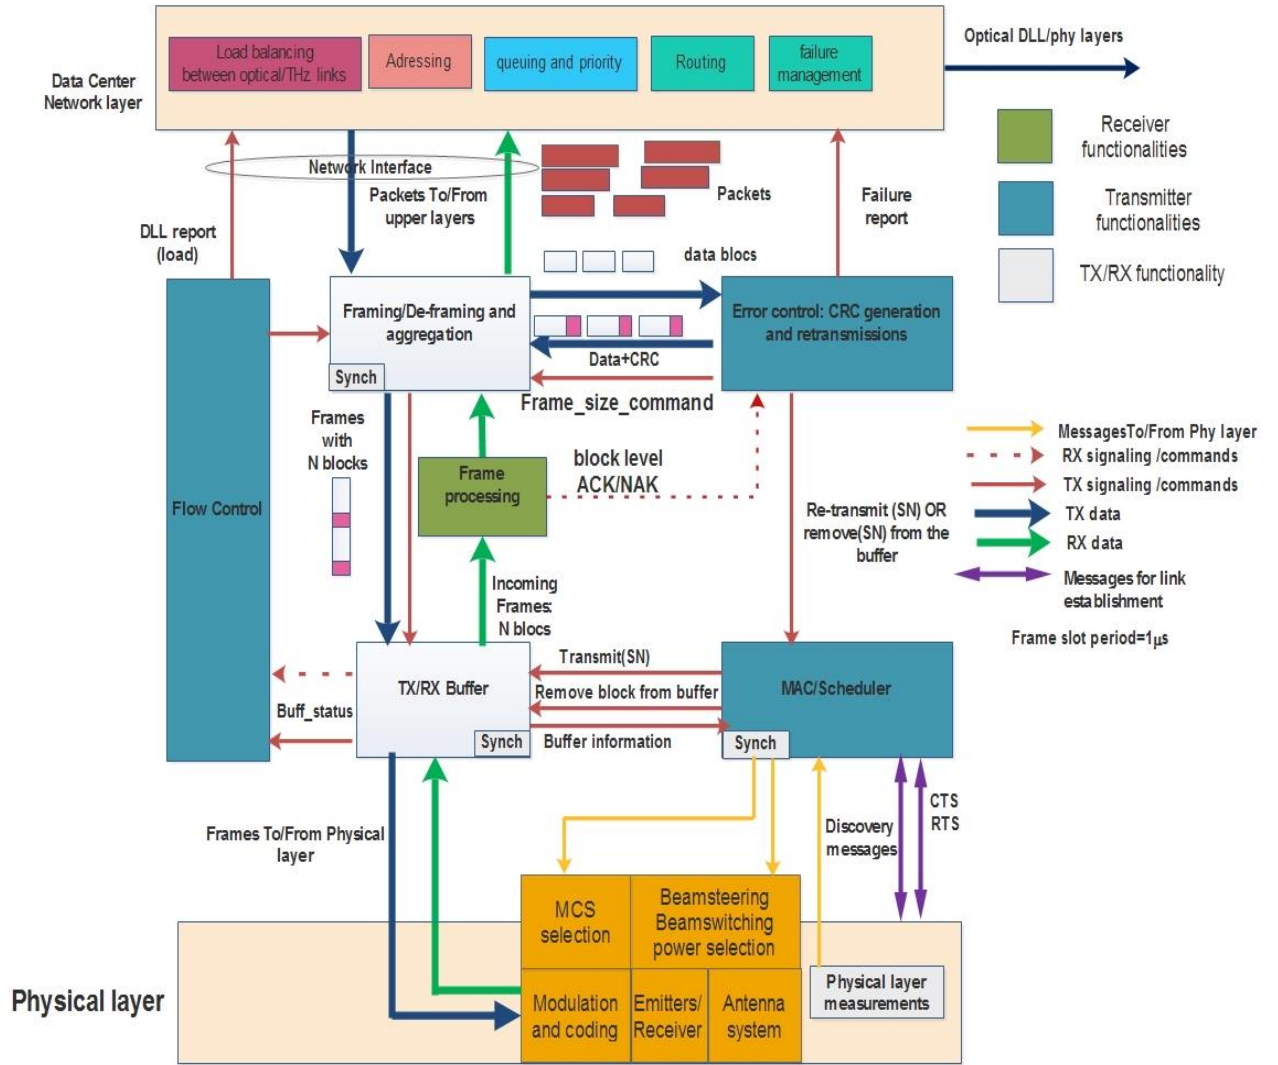 Load balancing
between optical/THz links
Adressing
queuing and priority
Routing
failure
management
Optical DLL/phy layers
Data Center
Network layer
Receiver
functionalities
Transmitter
functionalities
TX/RX functionality
Network Interface
Packets To/From
upper layers
Packets
Failure
report
DLL report
(load)
data blocs
Framing/De-framing and
aggregation
Synch
Error control: CRC generation
and retransmissions
Data+CRC
Frame_size_command
Frames
with
N blocks
Frame
processing
block level
ACK/NAK
Flow Control
Re-transmit (SN) OR
remove(SN) from the
buffer
MessagesTo/From Phy layer
RX signaling /commands
TX signaling /commands
TX data
RX data
Messages for link
establishment
Frame slot period=1μs
Incoming
Frames:
N blocs
TX/RX Buffer
Synch
Transmit(SN)
Remove block from buffer
Buffer information
MAC/Scheduler
Synch
Buff_status
Frames To/From Physical
layer
Discovery
messages
CTS
RTS
MCS
selection
Beamsteering
Beamswitching
power selection
Physical layer
Modulation
and coding
Emitters/
Receiver
Antenna
system
Physical layer
measurements